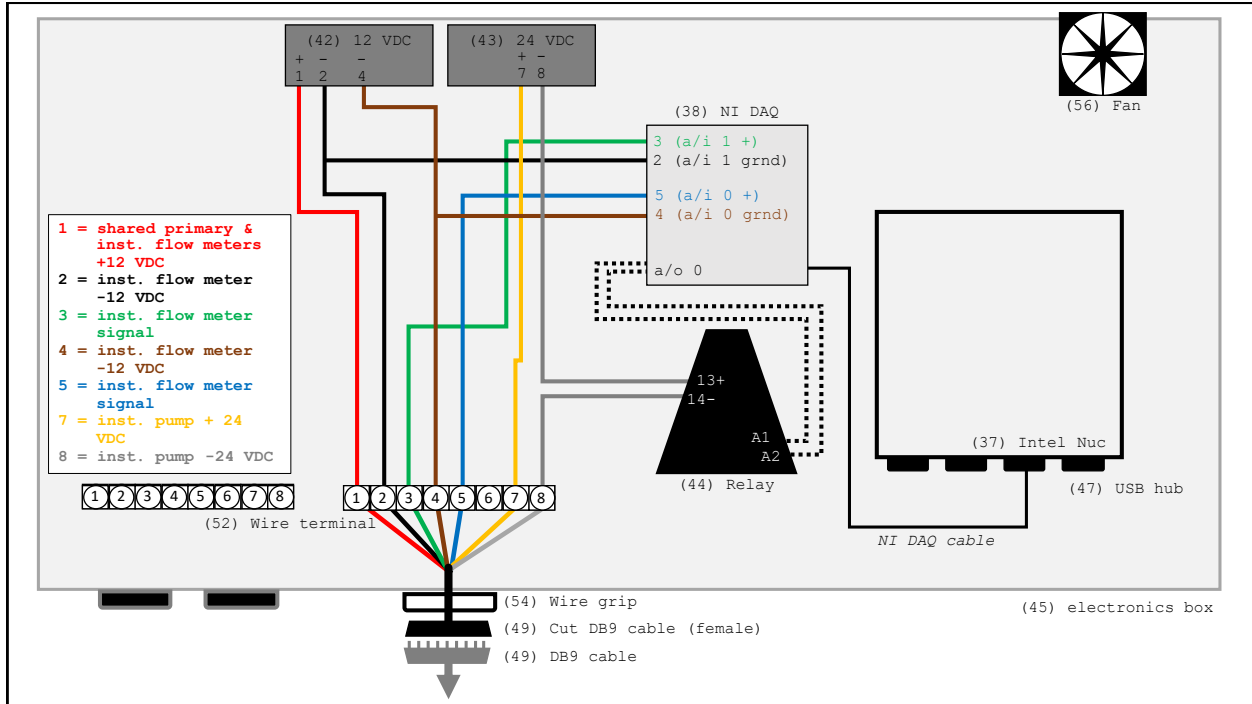 (42) 12 VDC
+ − −
1 2 4
(43) 24 VDC
+ −
7 8
(56) Fan
(38) NI DAQ
3 (a/i 1 +)
2 (a/i 1 grnd)
5 (a/i 0 +)
4 (a/i 0 grnd)
a/o 0
1 = shared primary &
inst. flow meters
+12 VDC
2 = inst. flow meter
-12 VDC
3 = inst. flow meter
signal
4 = inst. flow meter
-12 VDC
5 = inst. flow meter
signal
7 = inst. pump + 24
VDC
8 = inst. pump -24 VDC
13+
14-
A1
A2
(44) Relay
(37) Intel Nuc
(47) USB hub
1 2 3 4 5 6 7 8
1 2 3 4 5 6 7 8
(52) Wire terminal
NI DAQ cable
(54) Wire grip
(45) electronics box
(49) Cut DB9 cable (female)
(49) DB9 cable